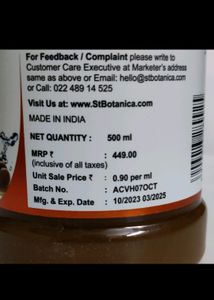 For Feedback / Complaint please write to
Customer Care Executive at Marketer's address
same as above or Email: hello@stbotanica.com
or Call: 022 489 14 525
Visit Us at: www.StBotanica.com
MADE IN INDIA
NET QUANTITY : 500 ml
MRP ₹ : 449.00
(inclusive of all taxes)
Unit Sale Price ₹ : 0.90 per ml
Batch No. : ACVH07OCT
Mfg. & Exp. Date : 10/2023 03/2025